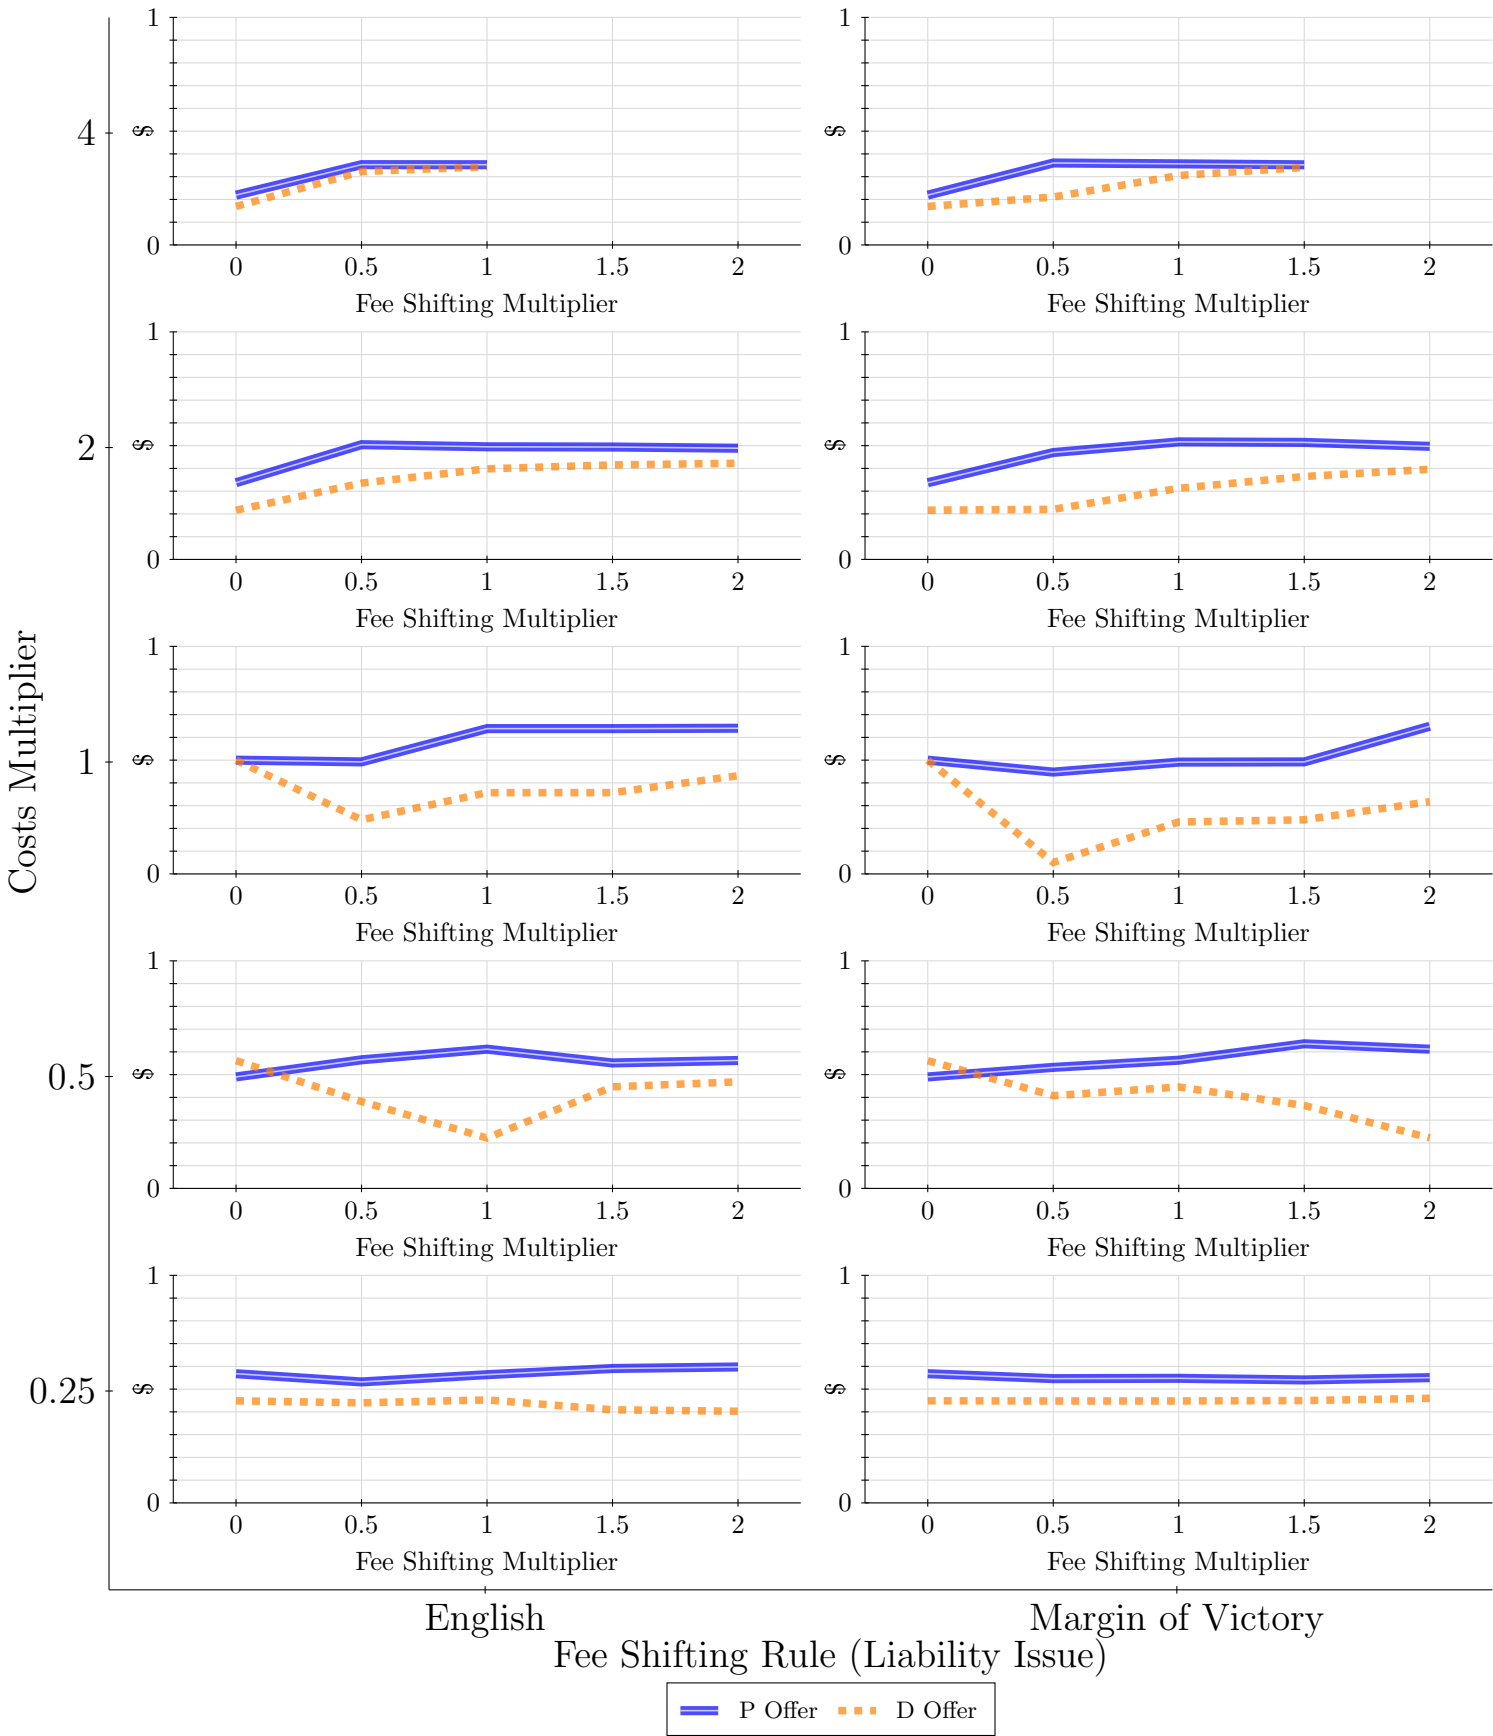 1
$
0
0 0.5 1 1.5 2
Fee Shifting Multiplier
1
$
0
0 0.5 1 1.5 2
Fee Shifting Multiplier
4
1
$
0
0 0.5 1 1.5 2
Fee Shifting Multiplier
1
$
0
0 0.5 1 1.5 2
Fee Shifting Multiplier
2
1
$
0
0 0.5 1 1.5 2
Fee Shifting Multiplier
1
$
0
0 0.5 1 1.5 2
Fee Shifting Multiplier
1
Costs Multiplier
1
$
0
0 0.5 1 1.5 2
Fee Shifting Multiplier
1
$
0
0 0.5 1 1.5 2
Fee Shifting Multiplier
0.5
1
$
0
0 0.5 1 1.5 2
Fee Shifting Multiplier
1
$
0
0 0.5 1 1.5 2
Fee Shifting Multiplier
0.25
English
Margin of Victory
Fee Shifting Rule (Liability Issue)
P Offer
D Offer